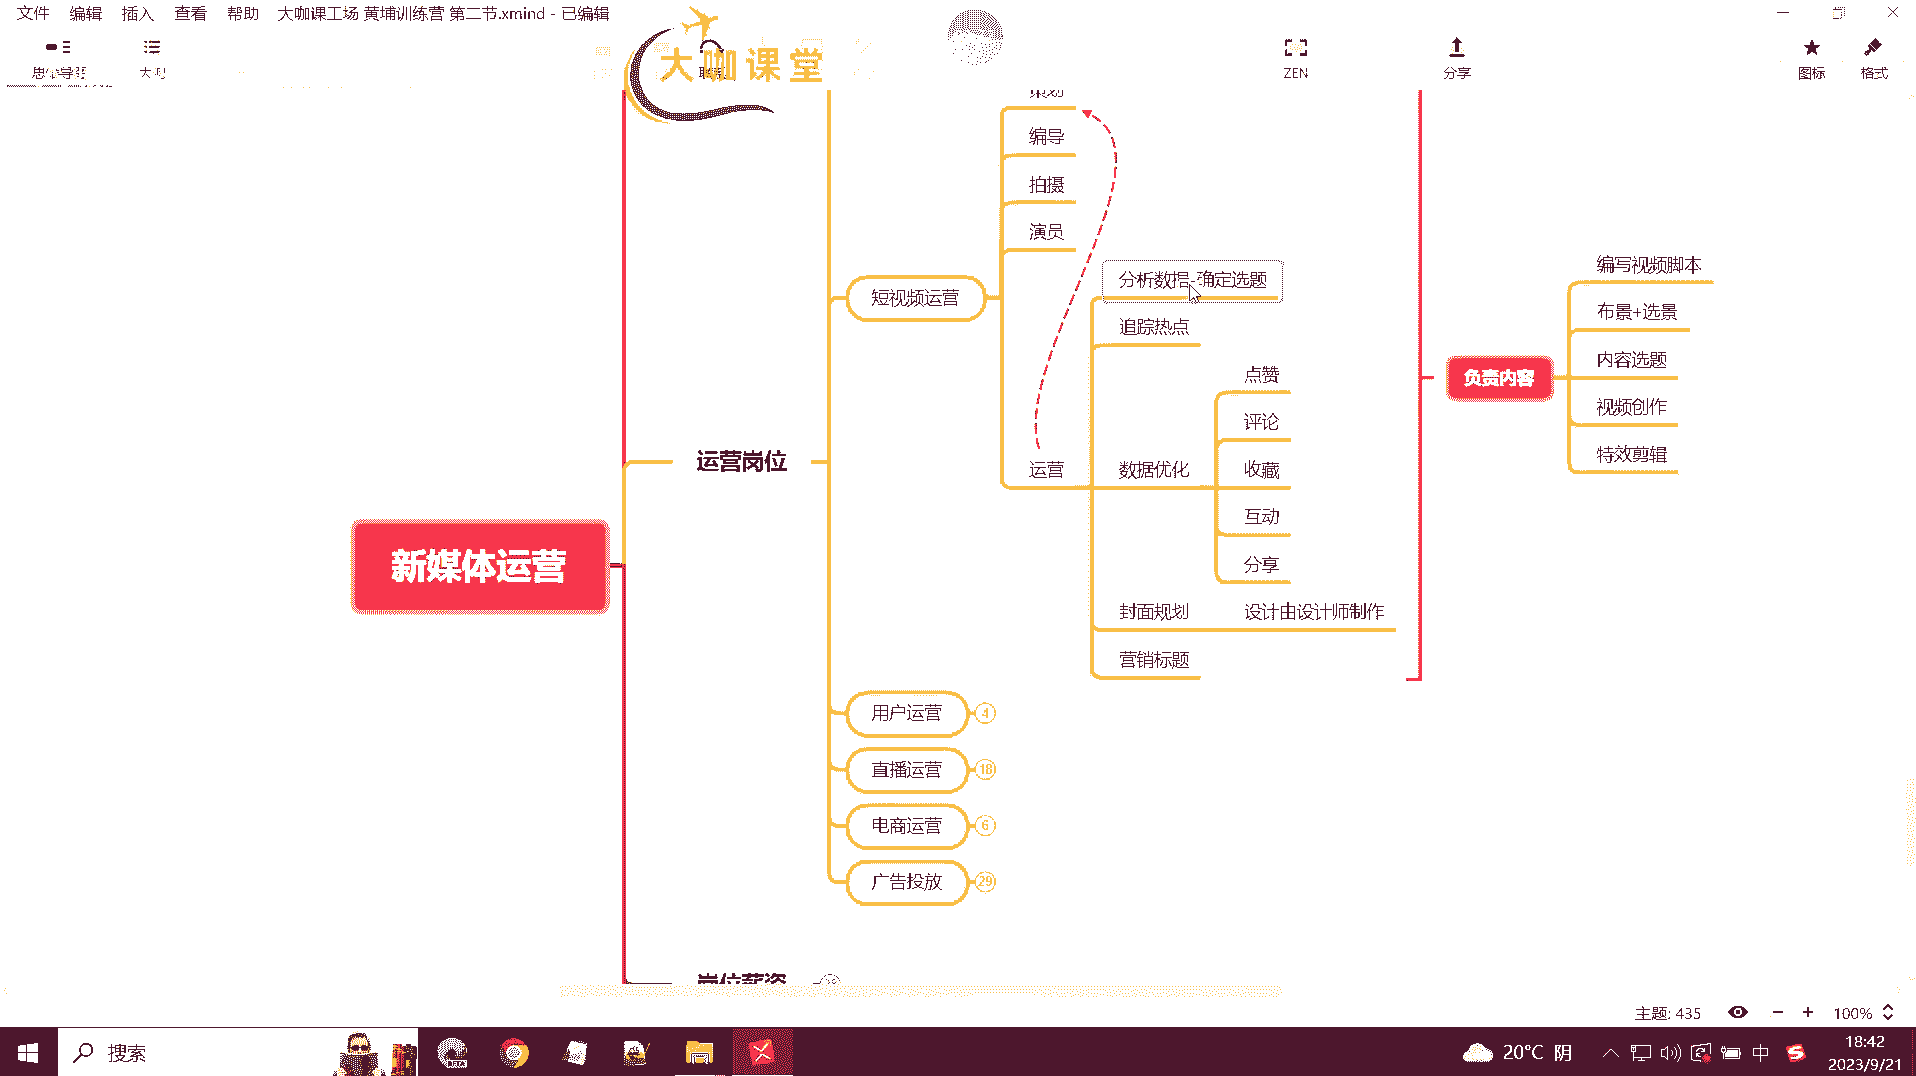 文件 编辑 插入 查看 帮助 大咖课工场 黄埔训练营 第二节.xmind - 已编辑
思维导图 大纲 ZEN 分享 图标 格式
大咖课堂
策划
编导
拍摄
演员
短视频运营
分析数据-确定选题
追踪热点
点赞
评论
运营
数据优化
收藏
互动
分享
封面规划
设计由设计师制作
营销标题
负责内容
编写视频脚本
布景+选景
内容选题
视频创作
特效剪辑
运营岗位
新媒体运营
用户运营 4
直播运营 18
电商运营 6
广告投放 29
岗位薪资
主题: 435 100%
搜索
20°C 阴
中
18:42
2023/9/21